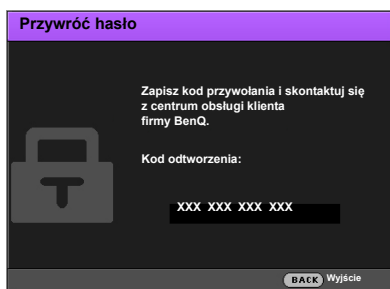 Przywróć hasło
Zapisz kod przywołania i skontaktuj się
z centrum obsługi klienta
firmy BenQ.
Kod odtworzenia:
XXX XXX XXX XXX
BACK Wyjście